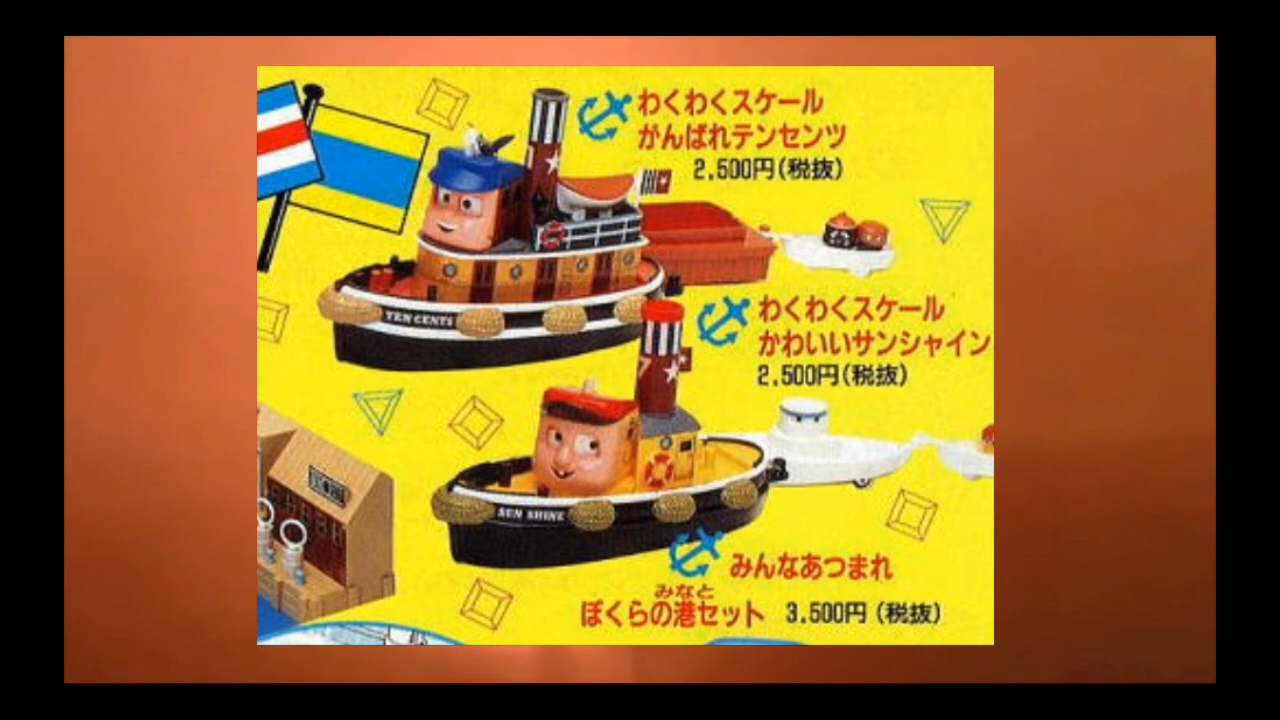 わくわくスケール
がんばれテンセンツ
2,500円(税抜)
TEN CENTS
わくわくスケール
かわいいサンシャイン
2,500円(税抜)
7
SUN SHINE
みんなあつまれ
みなと
ぼくらの港セット 3,500円(税抜)